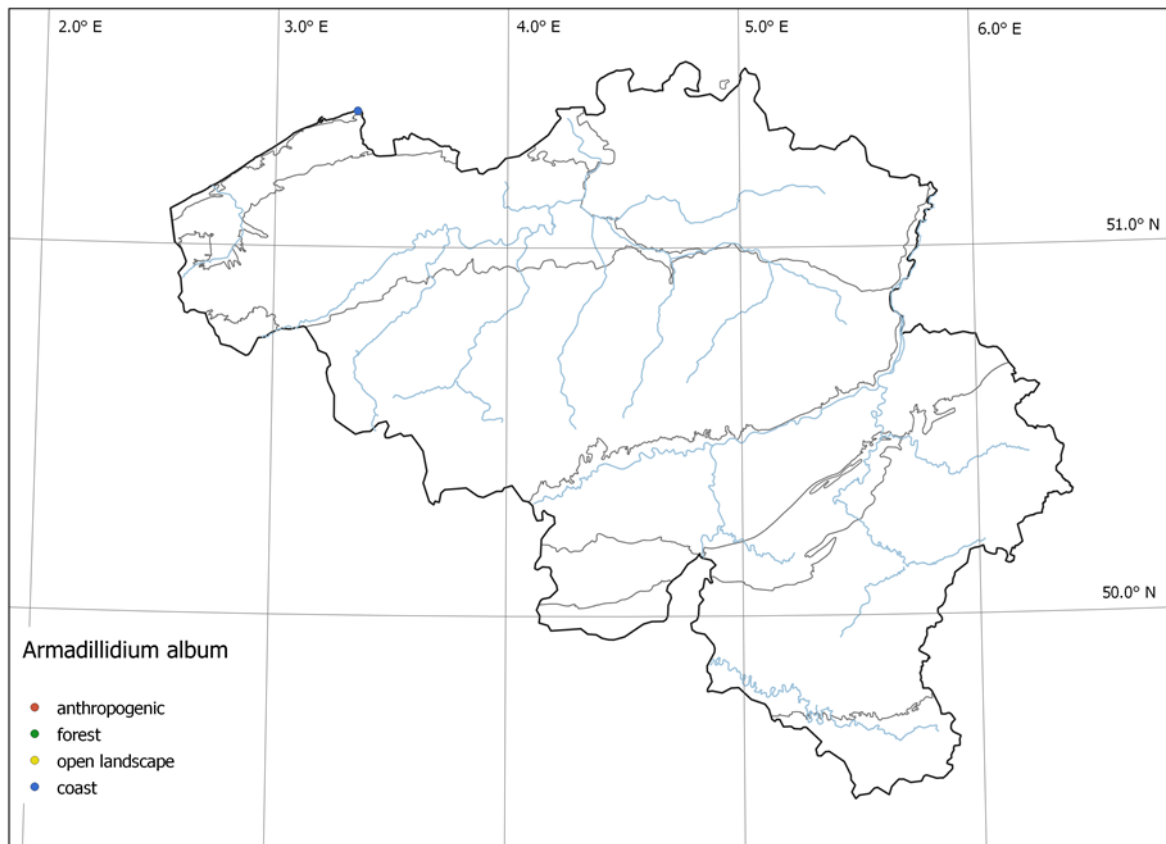 2.0° E
3.0° E
4.0° E
5.0° E
6.0° E
51.0° N
50.0° N
Armadillidium album
anthropogenic
forest
open landscape
coast